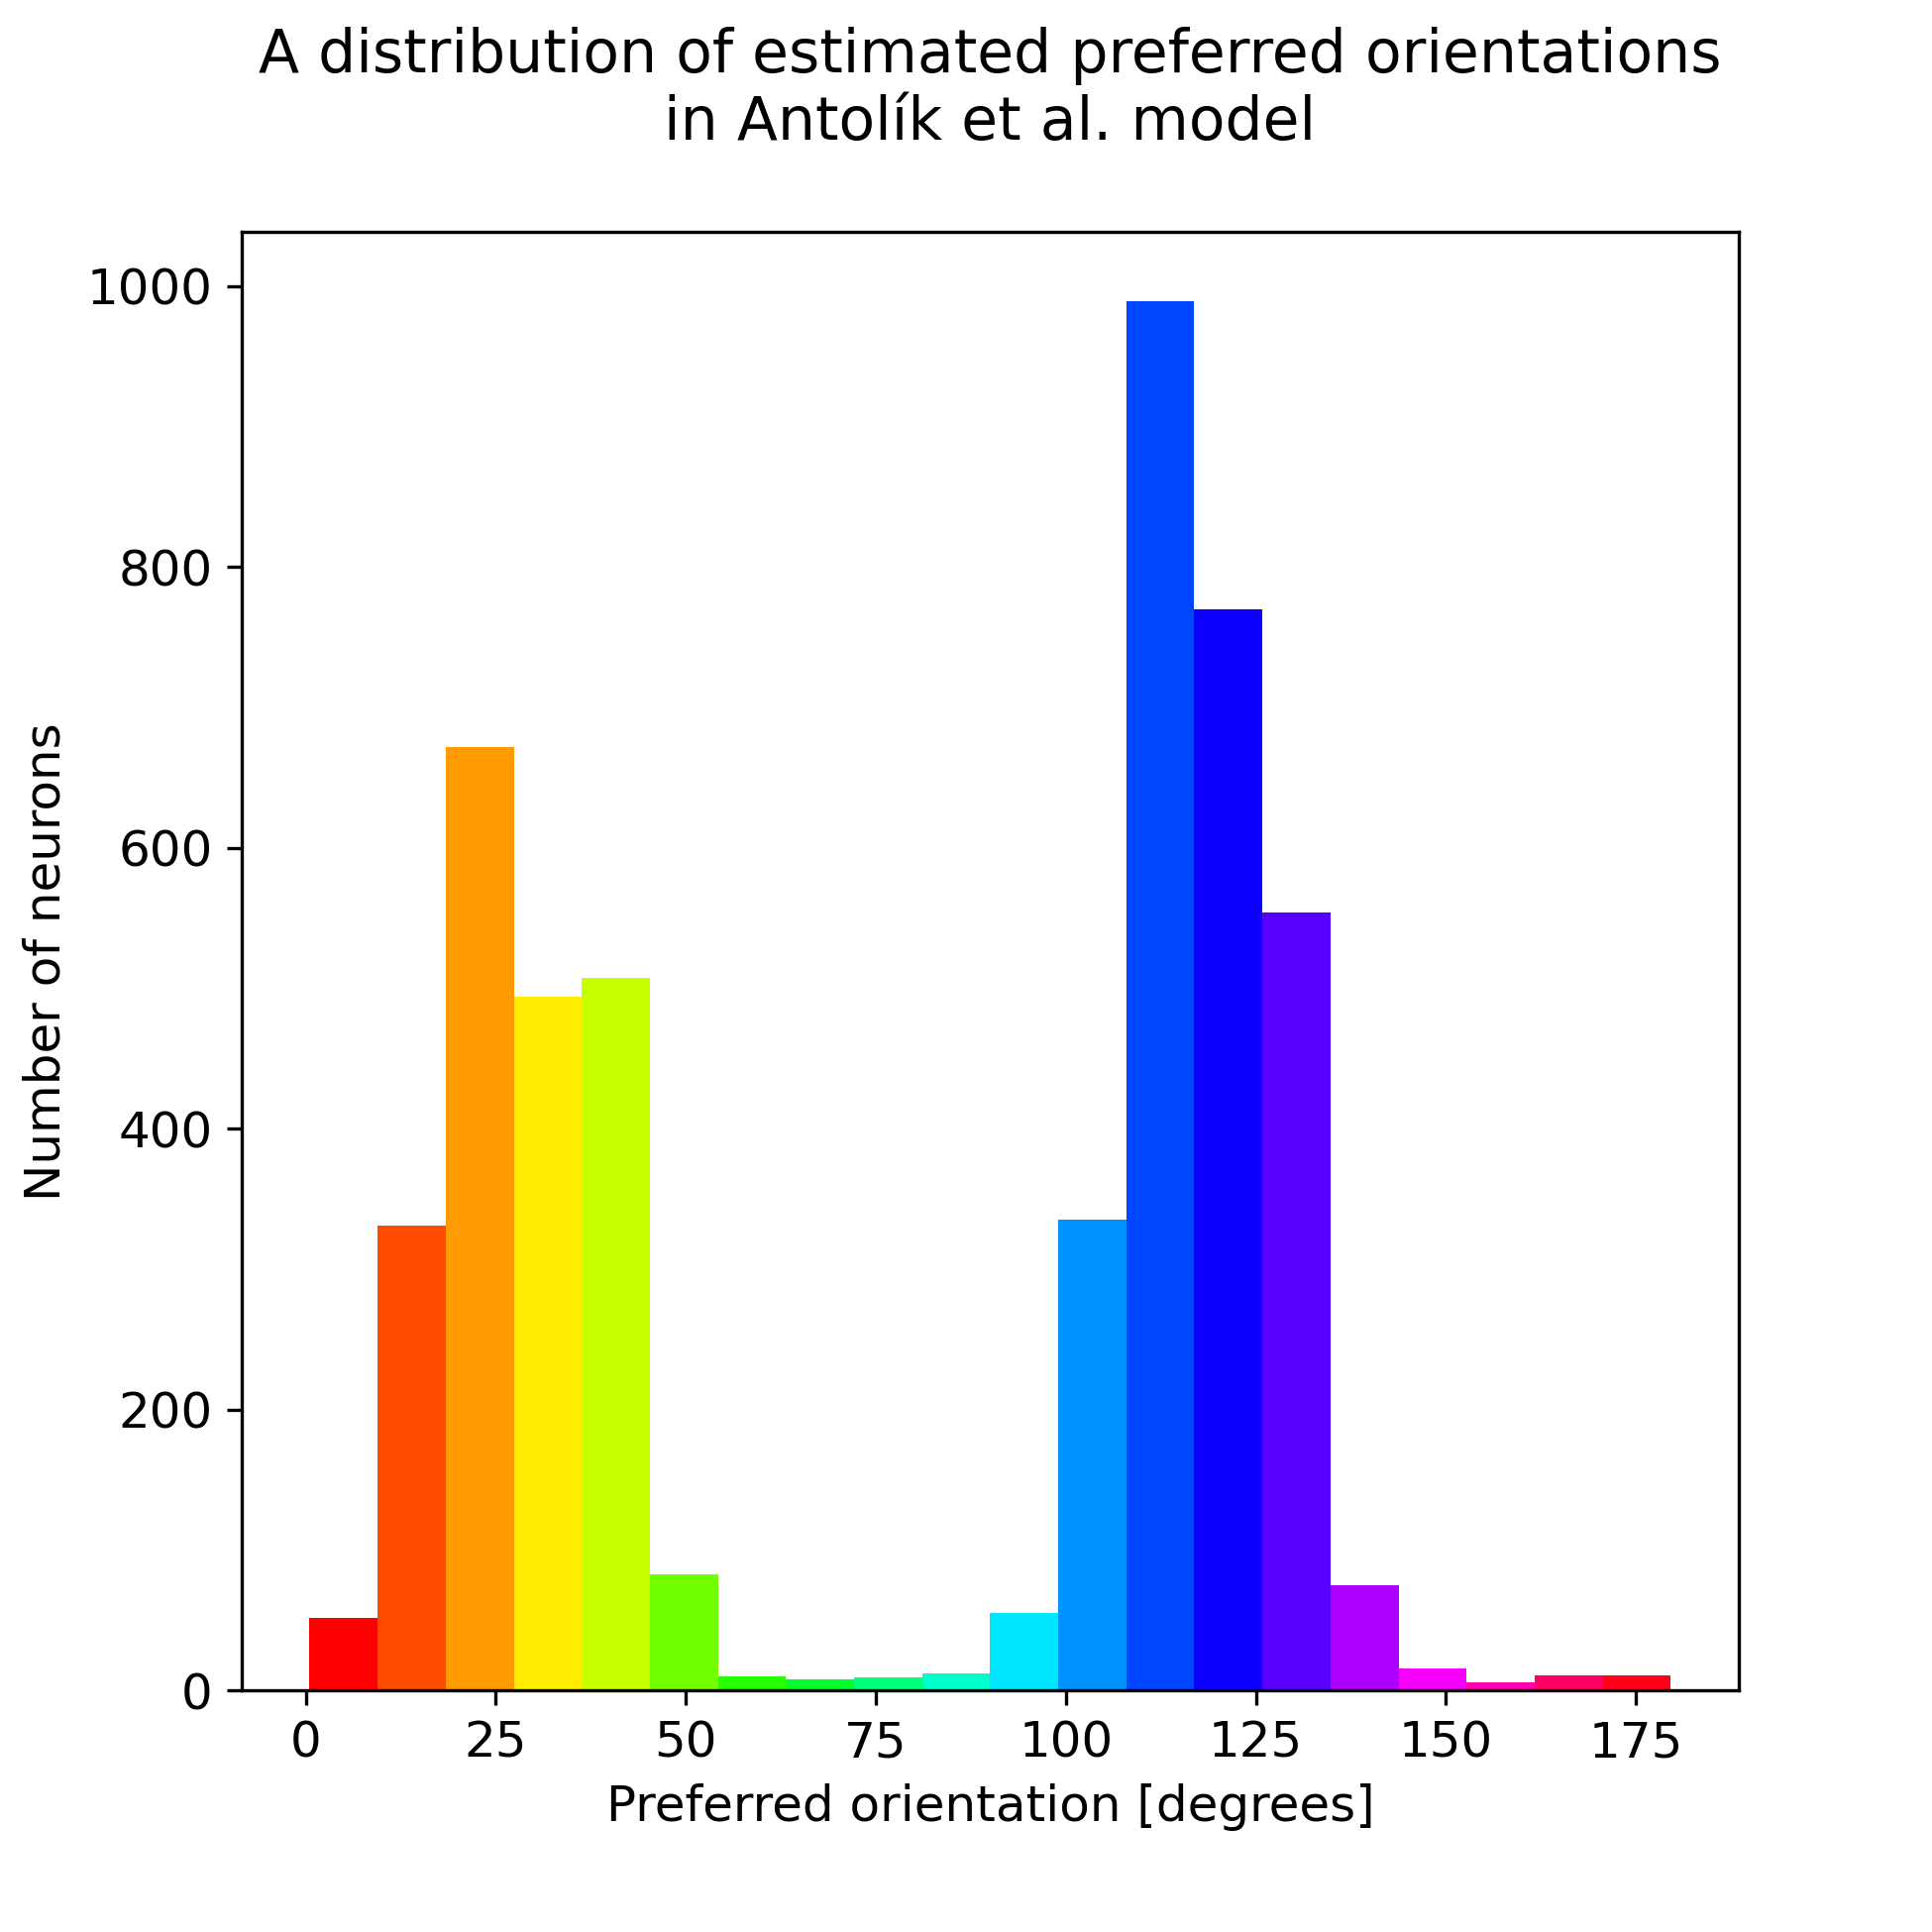 A distribution of estimated preferred orientations
in Antolík et al. model
1000
800
600
400
200
0
Number of neurons
0 25 50 75 100 125 150 175
Preferred orientation [degrees]